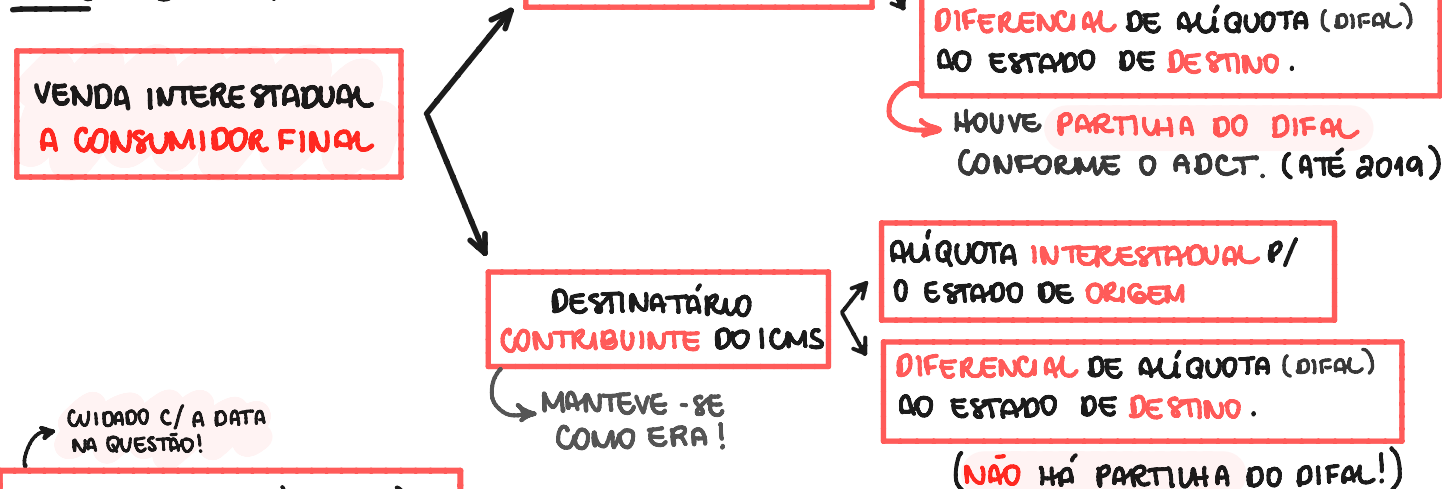 DIFERENCIAL DE ALÍQUOTA (DIFAL)
AO ESTADO DE DESTINO.
VENDA INTERESTADUAL
A CONSUMIDOR FINAL
HOUVE PARTILHA DO DIFAL
CONFORME O ADCT. (ATÉ 2019)
ALÍQUOTA INTERESTADUAL P/
O ESTADO DE ORIGEM
DESTINATÁRIO
CONTRIBUINTE DO ICMS
MANTEVE-SE
COMO ERA!
DIFERENCIAL DE ALÍQUOTA (DIFAL)
AO ESTADO DE DESTINO.
(NÃO HÁ PARTILHA DO DIFAL!)
CUIDADO C/ A DATA
NA QUESTÃO!